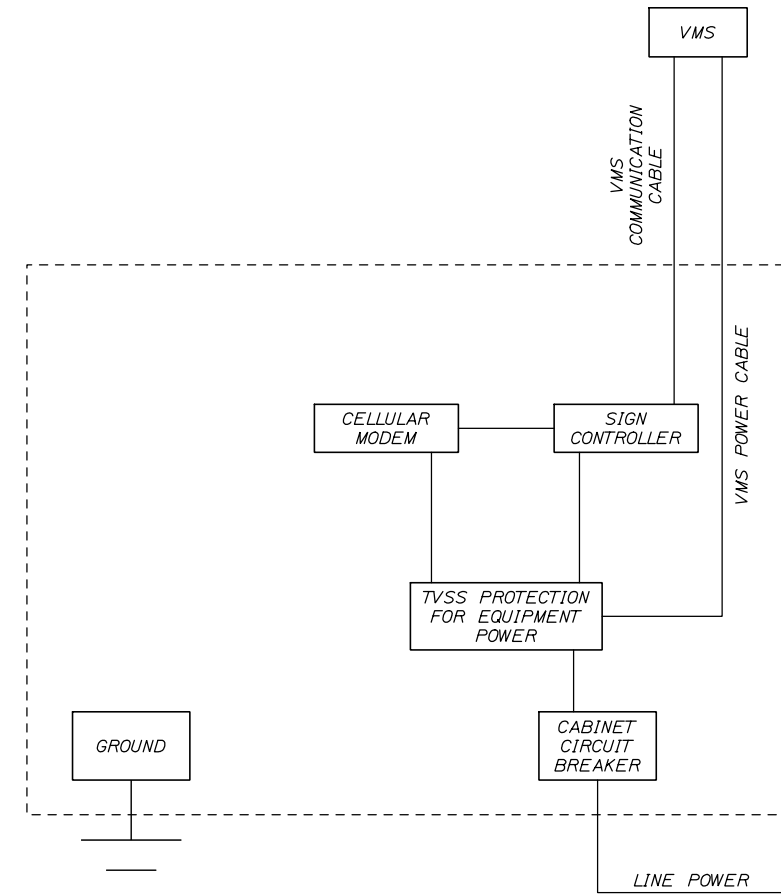 VMS
VMS
COMMUNICATION
CABLE
VMS POWER CABLE
CELLULAR
MODEM
SIGN
CONTROLLER
TVSS PROTECTION
FOR EQUIPMENT
POWER
GROUND
CABINET
CIRCUIT
BREAKER
LINE POWER